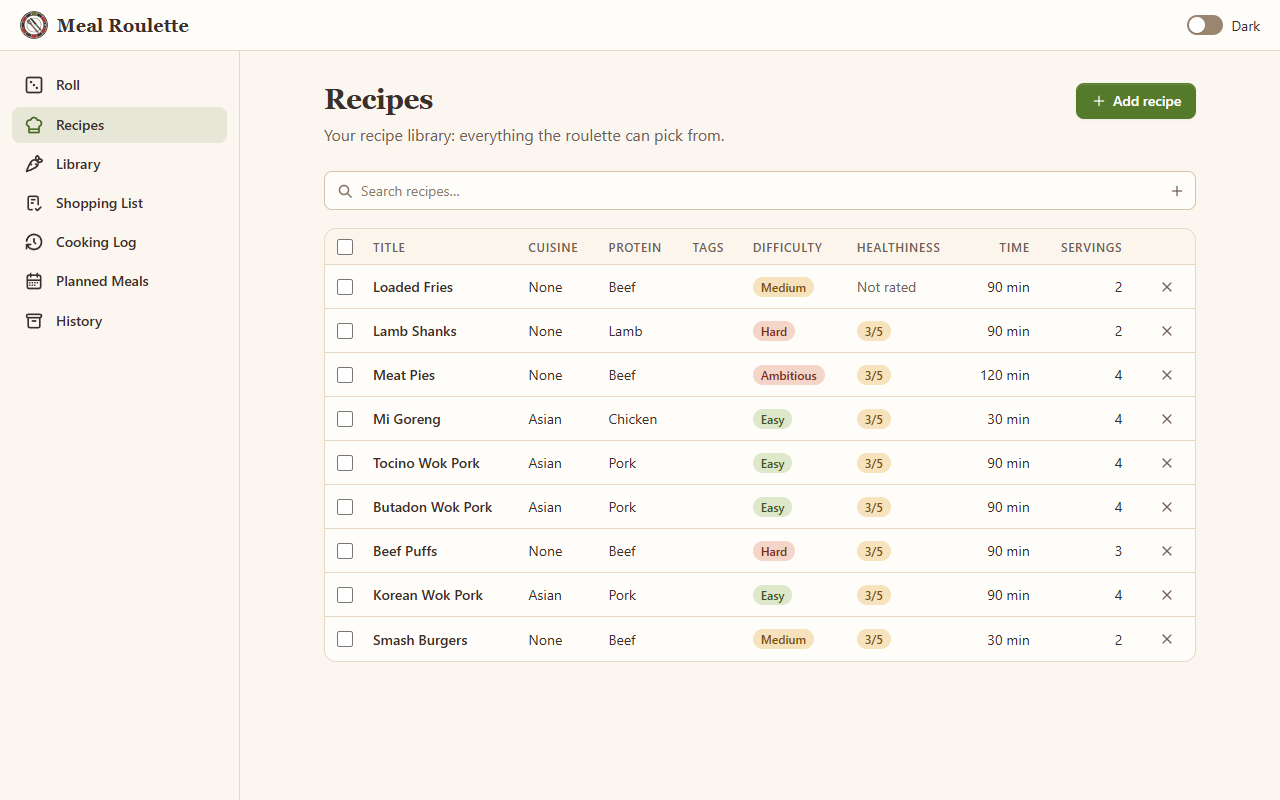 Meal Roulette
Dark
Roll
Recipes
Library
Shopping List
Cooking Log
Planned Meals
History
Recipes
+ Add recipe
Your recipe library: everything the roulette can pick from.
Search recipes...
TITLE CUISINE PROTEIN TAGS DIFFICULTY HEALTHINESS TIME SERVINGS
Loaded Fries None Beef Medium Not rated 90 min 2
Lamb Shanks None Lamb Hard 3/5 90 min 2
Meat Pies None Beef Ambitious 3/5 120 min 4
Mi Goreng Asian Chicken Easy 3/5 30 min 4
Tocino Wok Pork Asian Pork Easy 3/5 90 min 4
Butadon Wok Pork Asian Pork Easy 3/5 90 min 4
Beef Puffs None Beef Hard 3/5 90 min 3
Korean Wok Pork Asian Pork Easy 3/5 90 min 4
Smash Burgers None Beef Medium 3/5 30 min 2